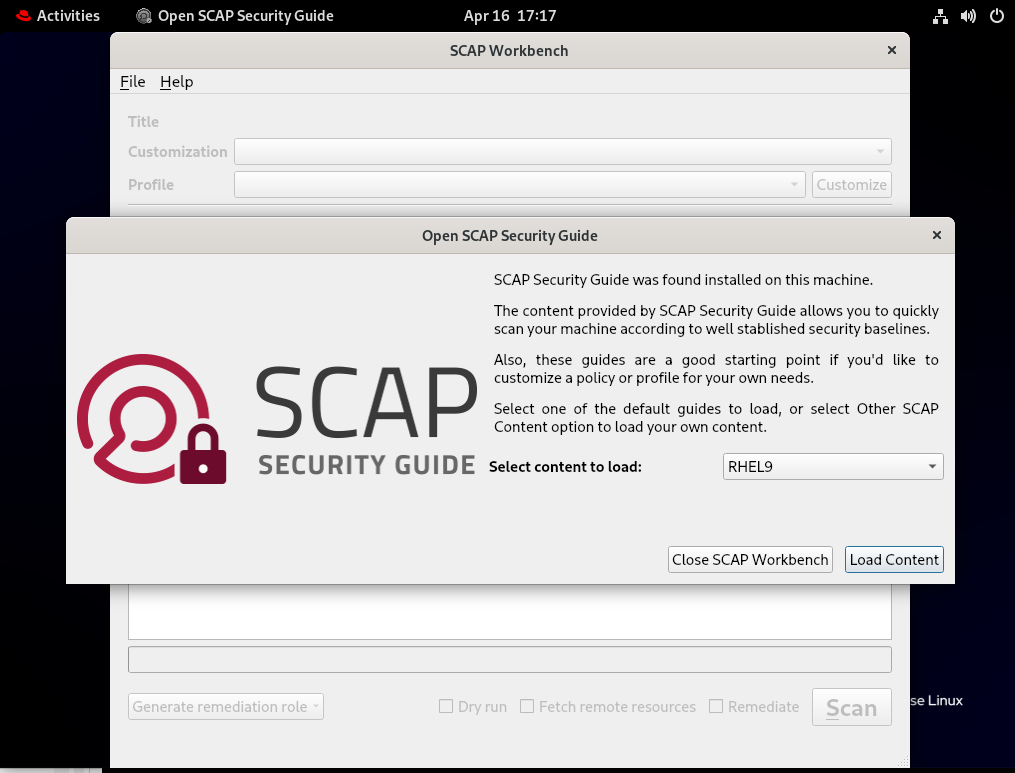 Activities
Open SCAP Security Guide
Apr 16 17:17
SCAP Workbench
File
Help
Title
Customization
Profile
Customize
Open SCAP Security Guide
SCAP
SECURITY GUIDE
SCAP Security Guide was found installed on this machine.
The content provided by SCAP Security Guide allows you to quickly
scan your machine according to well stablished security baselines.
Also, these guides are a good starting point if you'd like to
customize a policy or profile for your own needs.
Select one of the default guides to load, or select Other SCAP
Content option to load your own content.
Select content to load:
RHEL9
Close SCAP Workbench
Load Content
Generate remediation role
Dry run
Fetch remote resources
Remediate
Scan
se Linux